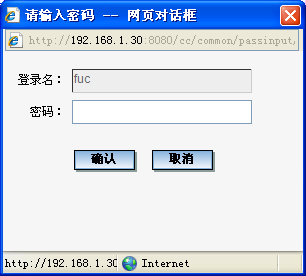 请输入密码 -- 网页对话框
http://192.168.1.30:8080/cc/common/passinput/
登录名：
fuc
密码：
确认
取消
http://192.168.1.30
Internet